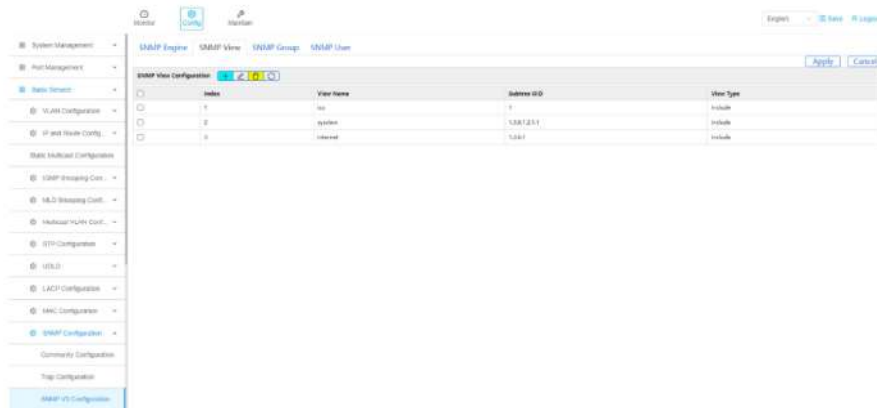 Monitor
Config
Maintain
English
Save
Logout
System Management
SNMP Engine
SNMP View
SNMP Group
SNMP User
Port Management
Apply
Cancel
Basic Service
SNMP View Configuration
Index
View Name
Subtree OID
View Type
VLAN Configuration
1
iso
1
include
IP and Route Config...
2
system
1.3.6.1.2.1.1
include
3
internet
1.3.6.1
include
Static Multicast Configuration
IGMP Snooping Con...
MLD Snooping Conf...
Multicast VLAN Conf...
STP Configuration
UDLD
LACP Configuration
MAC Configuration
SNMP Configuration
Community Configuration
Trap Configuration
SNMP V3 Configuration